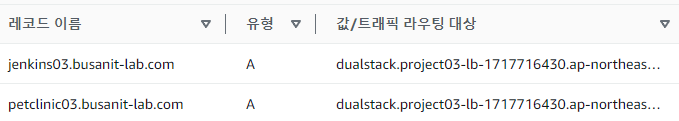 레코드 이름 유형 값/트래픽 라우팅 대상
jenkins03.busanit-lab.com A dualstack.project03-lb-1717716430.ap-northeas...
petclinic03.busanit-lab.com A dualstack.project03-lb-1717716430.ap-northeas...